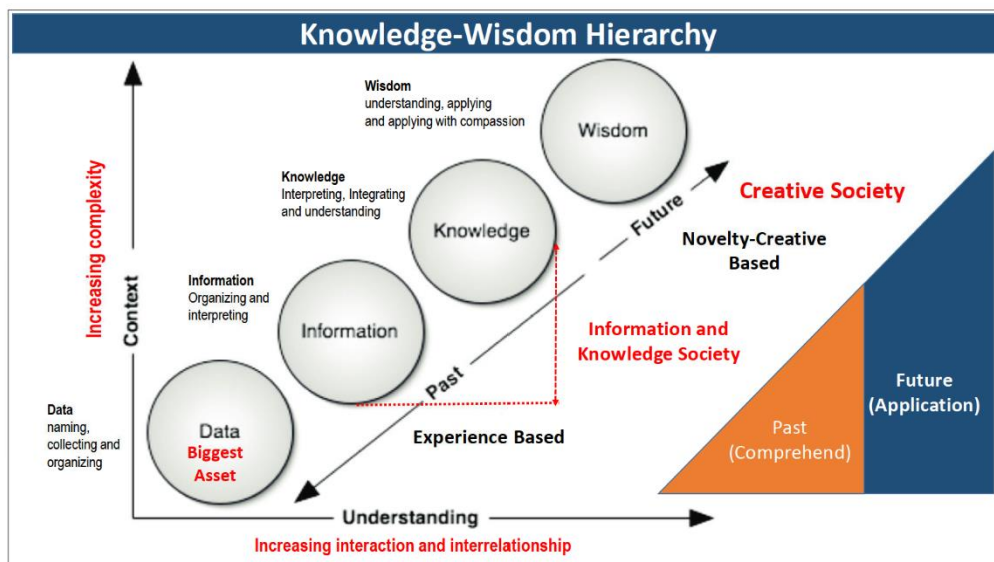 Knowledge-Wisdom Hierarchy
Wisdom
understanding, applying
and applying with compassion
Wisdom
Knowledge
Interpreting, Integrating
and understanding
Knowledge
Information
Organizing and
interpreting
Information
Data
naming,
collecting and
organizing
Data
Biggest
Asset
Increasing complexity
Context
Past
Future
Creative Society
Novelty-Creative
Based
Information and
Knowledge Society
Experience Based
Past
(Comprehend)
Future
(Application)
Understanding
Increasing interaction and interrelationship